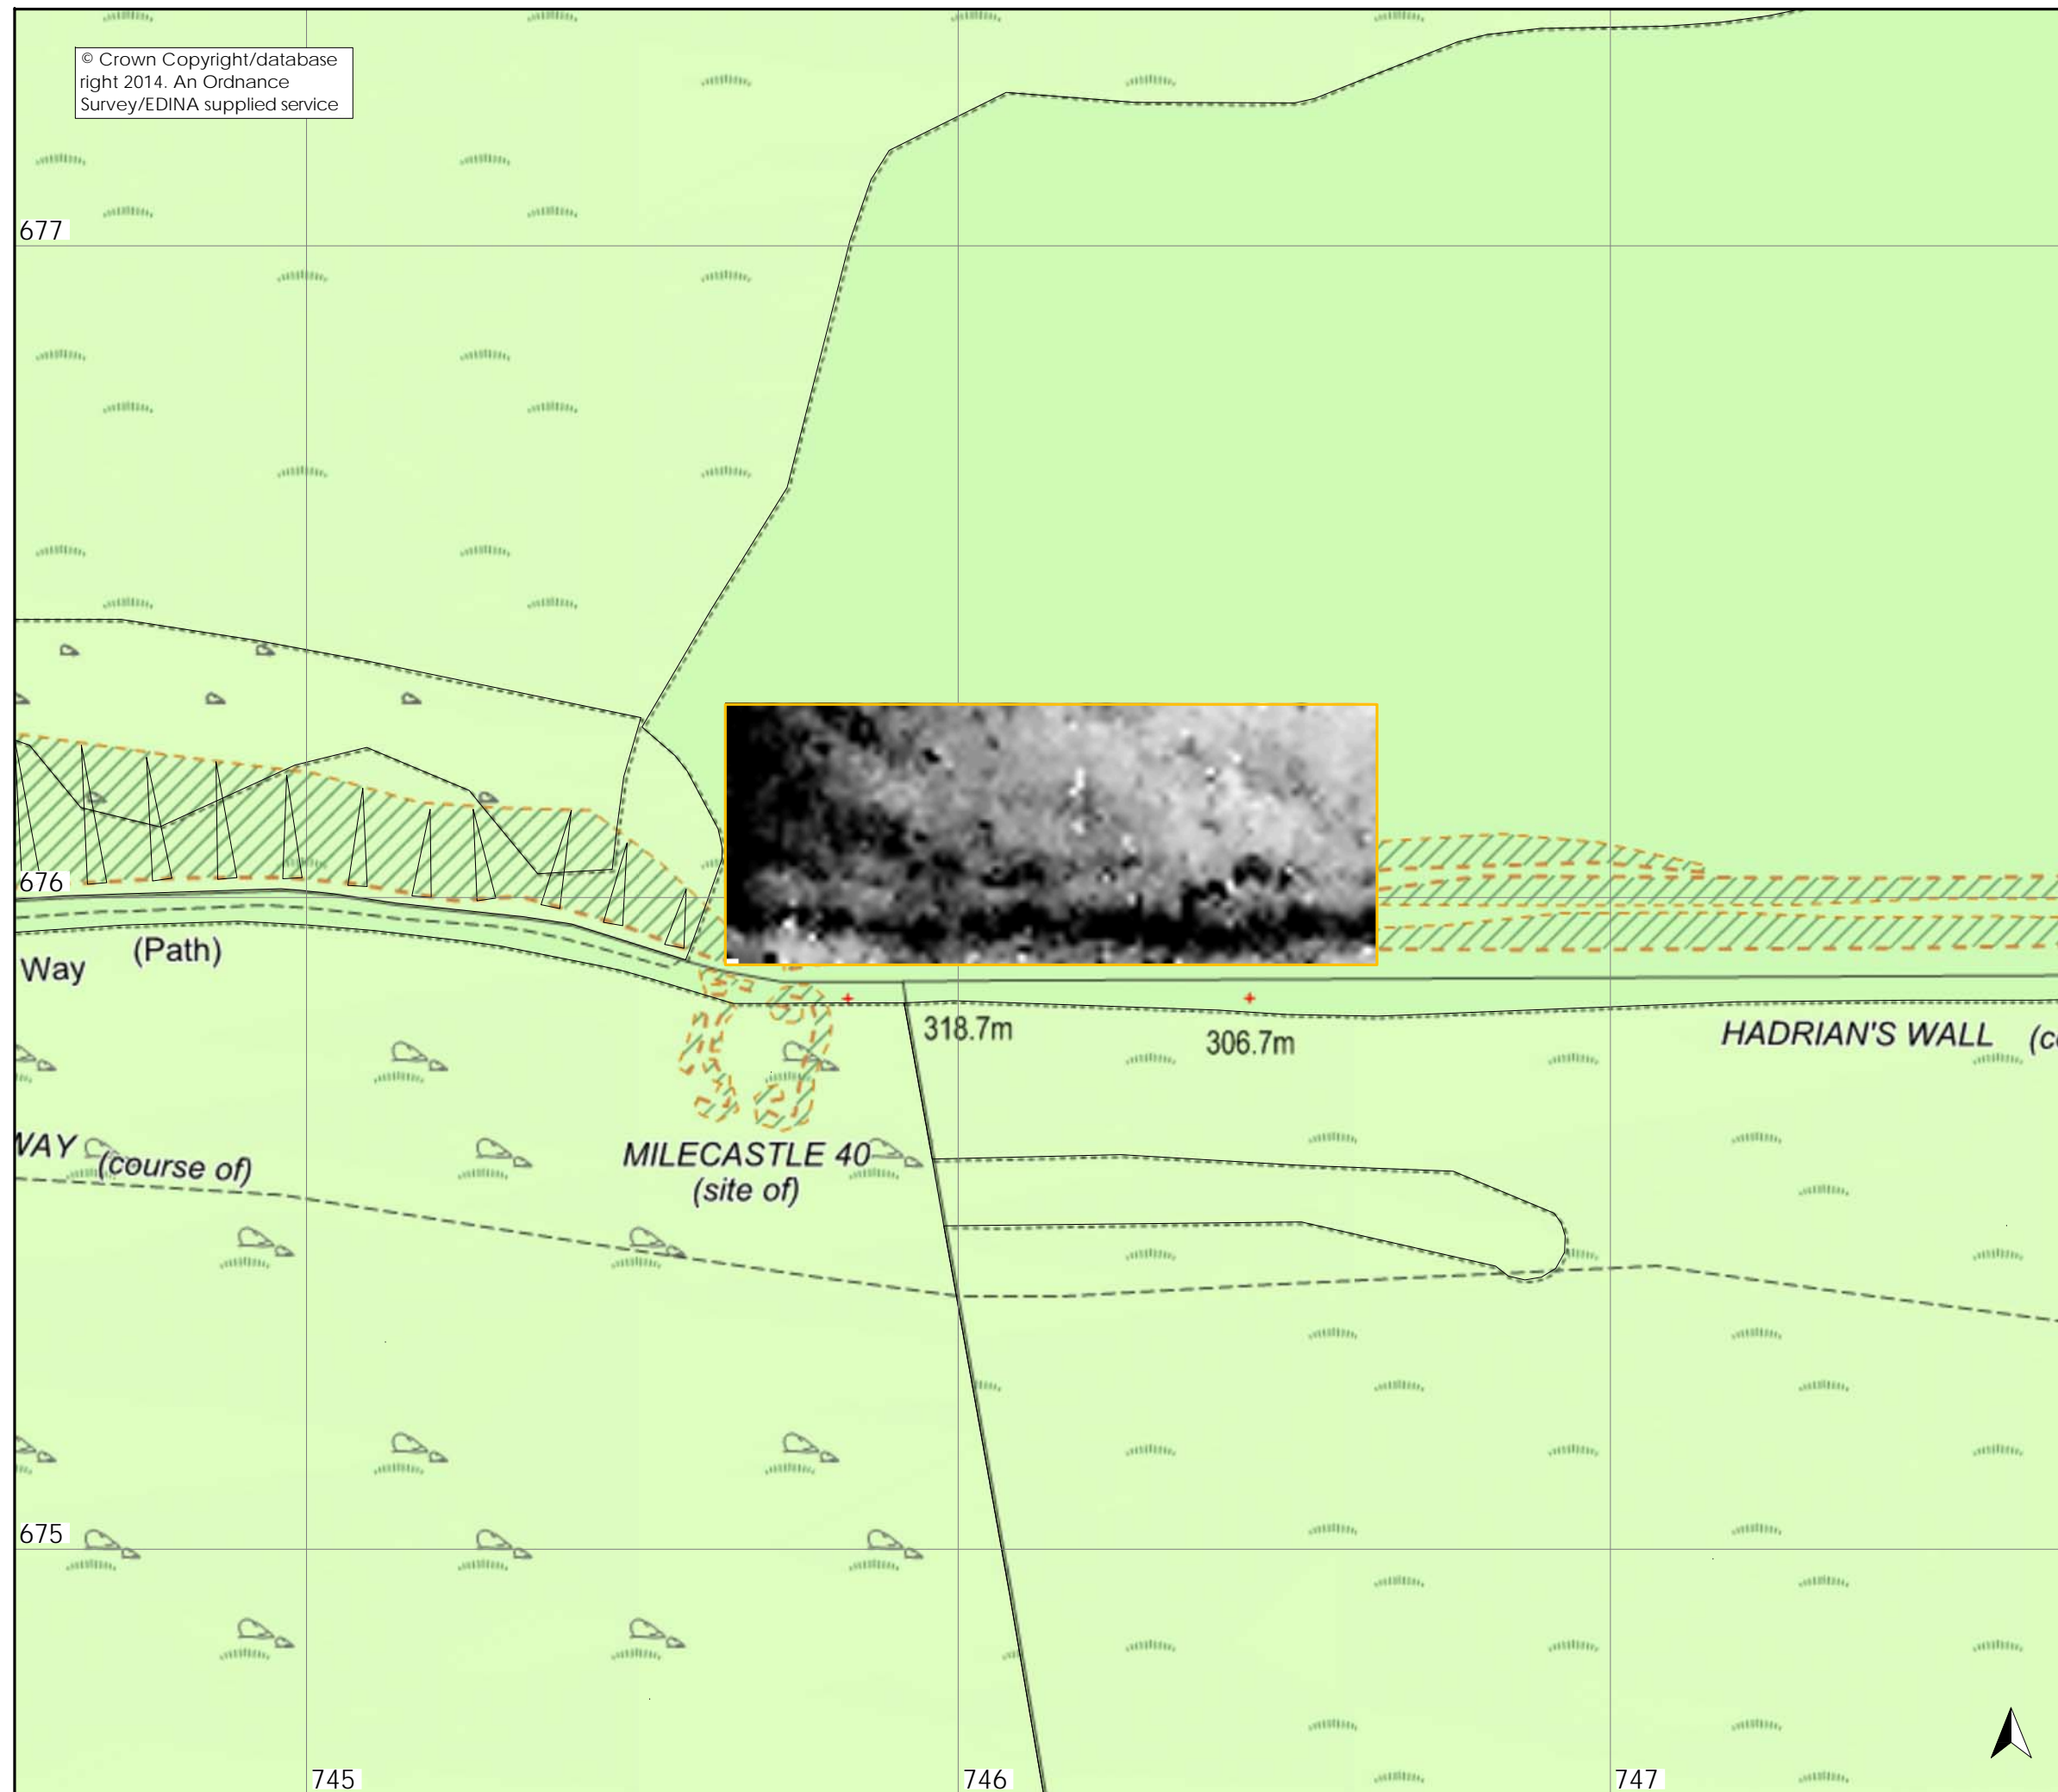 © Crown Copyright/database
right 2014. An Ordnance
Survey/EDINA supplied service
677
676
(Path)
Way
318.7m
306.7m
HADRIAN'S WALL (co
WAY (course of)
MILECASTLE 40
(site of)
675
745
746
747